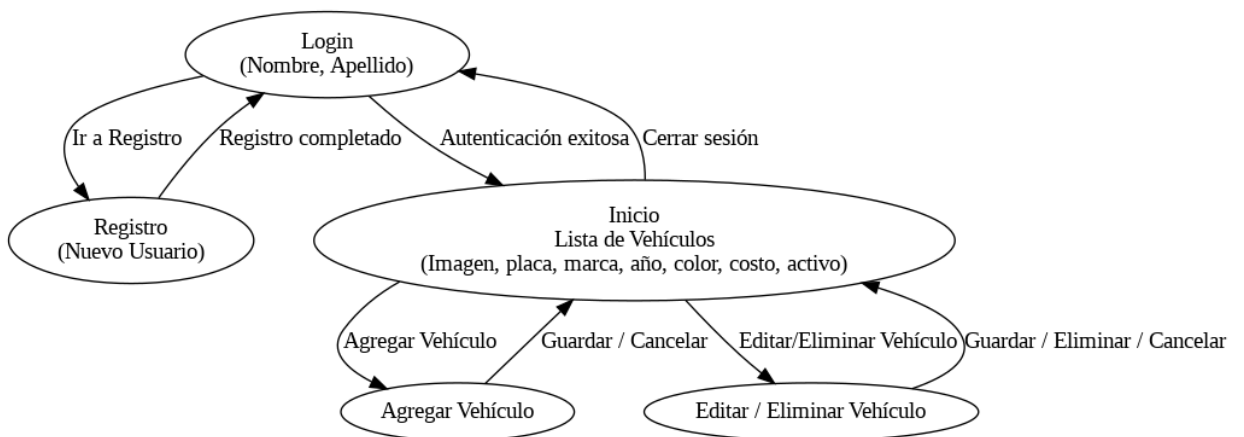 Login
(Nombre, Apellido)
Ir a Registro
Registro completado
Autenticación exitosa
Cerrar sesión
Registro
(Nuevo Usuario)
Inicio
Lista de Vehículos
(Imagen, placa, marca, año, color, costo, activo)
Agregar Vehículo
Guardar / Cancelar
Editar/Eliminar Vehículo
Guardar / Eliminar / Cancelar
Agregar Vehículo
Editar / Eliminar Vehículo